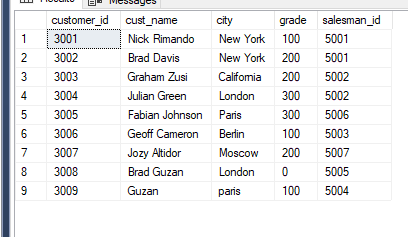 Messages
customer_id cust_name city grade salesman_id
1 3001 Nick Rimando New York 100 5001
2 3002 Brad Davis New York 200 5001
3 3003 Graham Zusi California 200 5002
4 3004 Julian Green London 300 5002
5 3005 Fabian Johnson Paris 300 5006
6 3006 Geoff Cameron Berlin 100 5003
7 3007 Jozy Altidor Moscow 200 5007
8 3008 Brad Guzan London 0 5005
9 3009 Guzan paris 100 5004